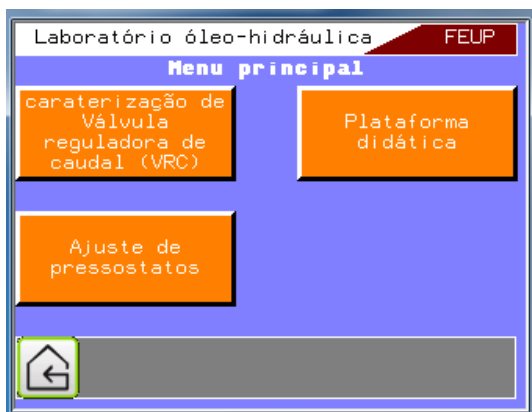 Laboratório óleo-hidráulica
FEUP
Menu principal
caraterização de
Válvula
reguladora de
caudal (VRC)
Plataforma
didática
Ajuste de
pressostatos